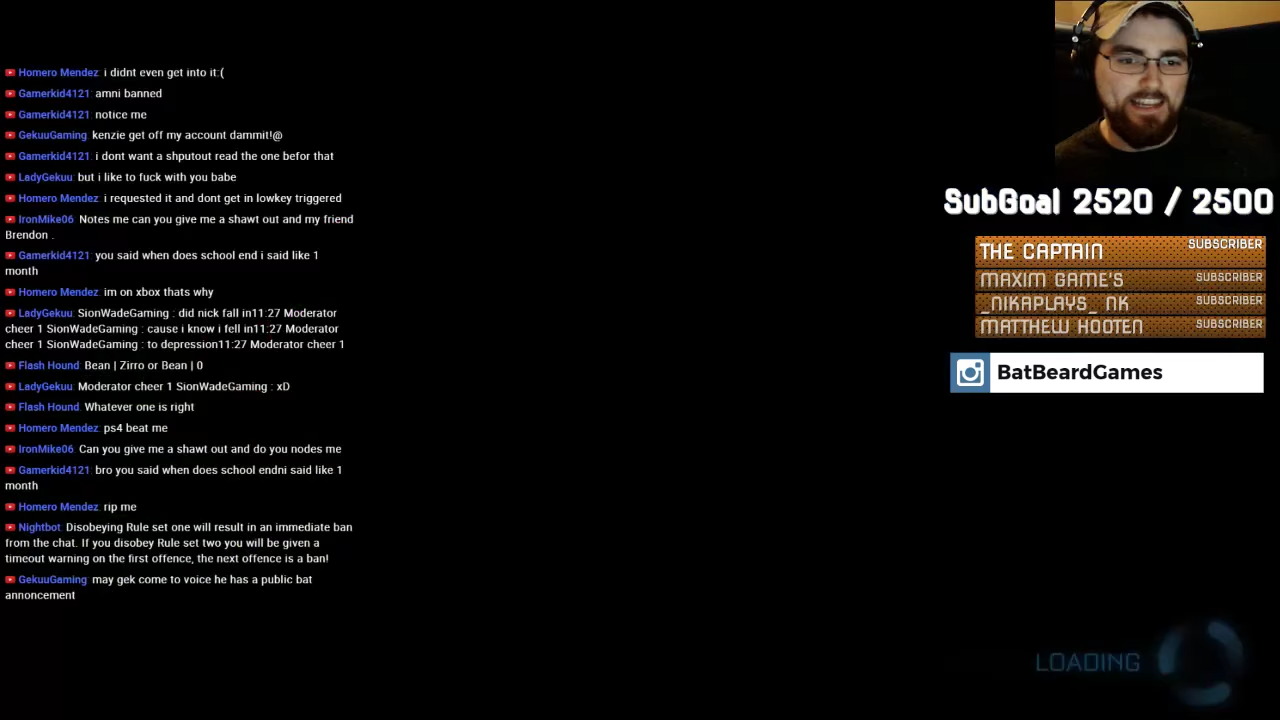 Homero Mendez: i didnt even get into it:(
Gamerkid4121: amni banned
Gamerkid4121: notice me
GekuuGaming: kenzie get off my account dammit!@
Gamerkid4121: i dont want a shputout read the one befor that
LadyGekuu: but i like to fuck with you babe
Homero Mendez: i requested it and dont get in lowkey triggered
IronMike06: Notes me can you give me a shawt out and my friend
Brendon .
Gamerkid4121: you said when does school end i said like 1
month
Homero Mendez: im on xbox thats why
LadyGekuu: SionWadeGaming : did nick fall in11:27 Moderator
cheer 1 SionWadeGaming : cause i know i fell in11:27 Moderator
cheer 1 SionWadeGaming : to depression11:27 Moderator cheer 1
Flash Hound: Bean | Zirro or Bean | 0
LadyGekuu: Moderator cheer 1 SionWadeGaming : xD
Flash Hound: Whatever one is right
Homero Mendez: ps4 beat me
IronMike06: Can you give me a shawt out and do you nodes me
Gamerkid4121: bro you said when does school endni said like 1
month
Homero Mendez: rip me
Nightbot: Disobeying Rule set one will result in an immediate ban
from the chat. If you disobey Rule set two you will be given a
timeout warning on the first offence, the next offence is a ban!
GekuuGaming: may gek come to voice he has a public bat
annoncement
SubGoal 2520 / 2500
THE CAPTAIN SUBSCRIBER
MAXIM GAME'S SUBSCRIBER
_NIKAPLAYS_ NK SUBSCRIBER
MATTHEW HOOTEN SUBSCRIBER
BatBeardGames
LOADING